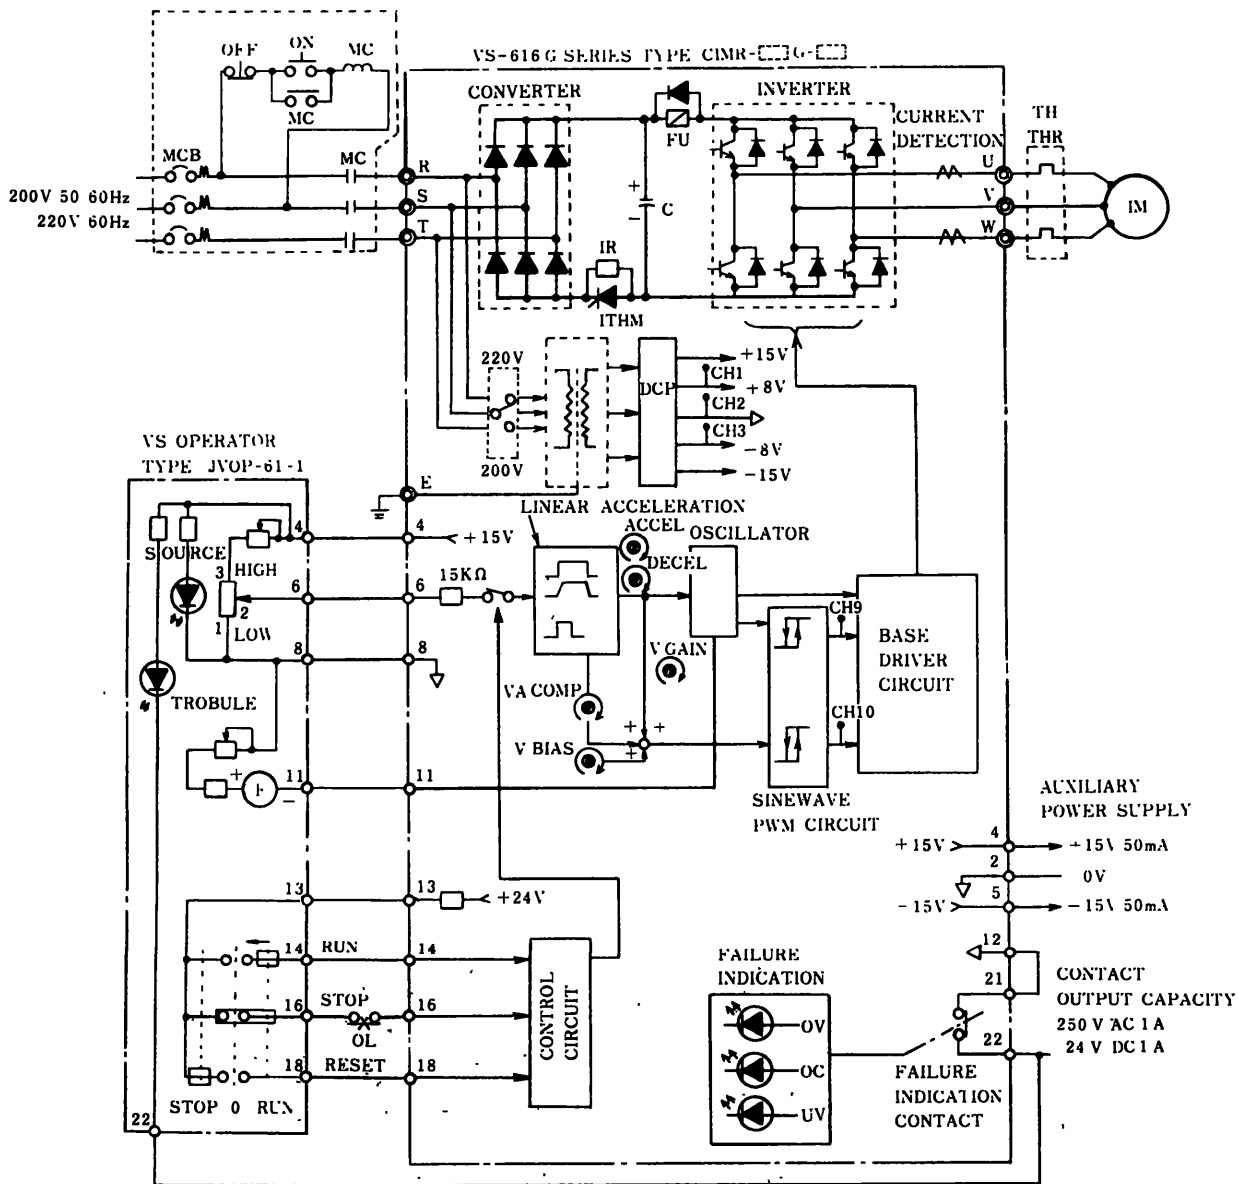 VS-616 G SERIES TYPE CIMR- G-
OFF
ON
MC
MC
CONVERTER
INVERTER
FU
CURRENT
DETECTION
TH
THR
MCB
MC
R
U
200V 50 60Hz
S
V
220V 60Hz
T
W
+
−
C
IM
IR
ITHM
220V
200V
DCP
+15V
CH1
+8V
CH2
CH3
−8V
−15V
VS OPERATOR
TYPE JVOP-61-1
E
LINEAR ACCELERATION
ACCEL
DECEL
OSCILLATOR
4
4
+15V
SOURCE
3
HIGH
6
6
15KΩ
2
1
LOW
8
8
TROBULE
V GAIN
CH9
BASE
DRIVER
CIRCUIT
VA COMP
CH10
V BIAS
+
+
+
+
F
−
11
11
SINEWAVE
PWM CIRCUIT
AUXILIARY
POWER SUPPLY
+15V
4
+15V 50mA
2
0V
−15V
5
−15V 50mA
13
13
+24V
14
RUN
14
16
STOP
16
OL
18
RESET
18
STOP 0 RUN
22
CONTROL
CIRCUIT
FAILURE
INDICATION
OV
OC
UV
12
21
22
CONTACT
OUTPUT CAPACITY
250 V AC 1 A
24 V DC 1 A
FAILURE
INDICATION
CONTACT